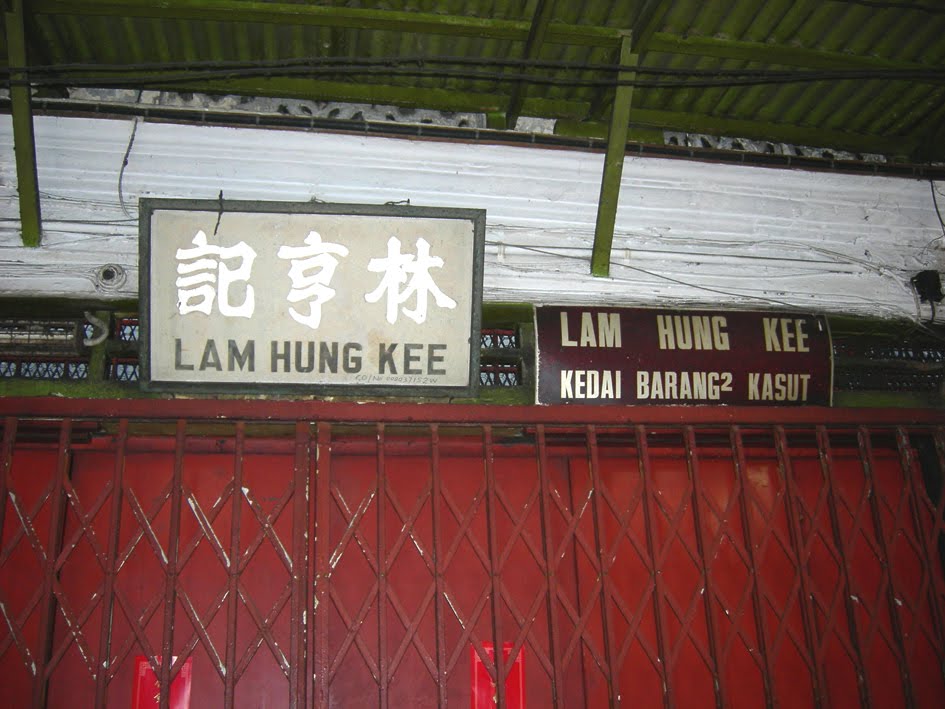 記亨林
LAM HUNG KEE
LAM HUNG KEE
KEDAI BARANG² KASUT